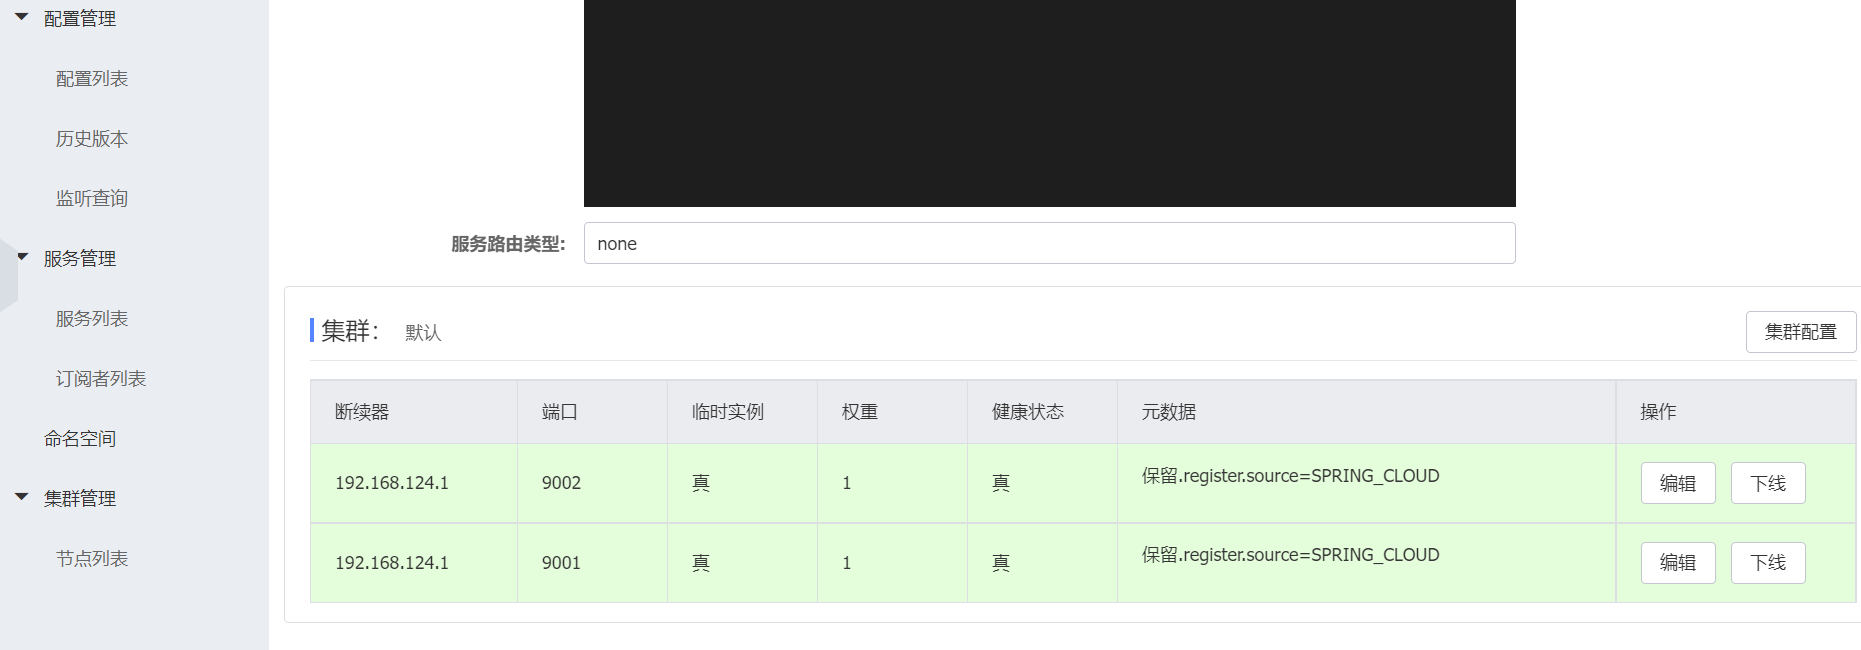 配置管理
配置列表
历史版本
监听查询
服务管理
服务列表
订阅者列表
命名空间
集群管理
节点列表
服务路由类型: none
集群： 默认 集群配置
断续器 端口 临时实例 权重 健康状态 元数据 操作
192.168.124.1 9002 真 1 真 保留.register.source=SPRING_CLOUD 编辑 下线
192.168.124.1 9001 真 1 真 保留.register.source=SPRING_CLOUD 编辑 下线